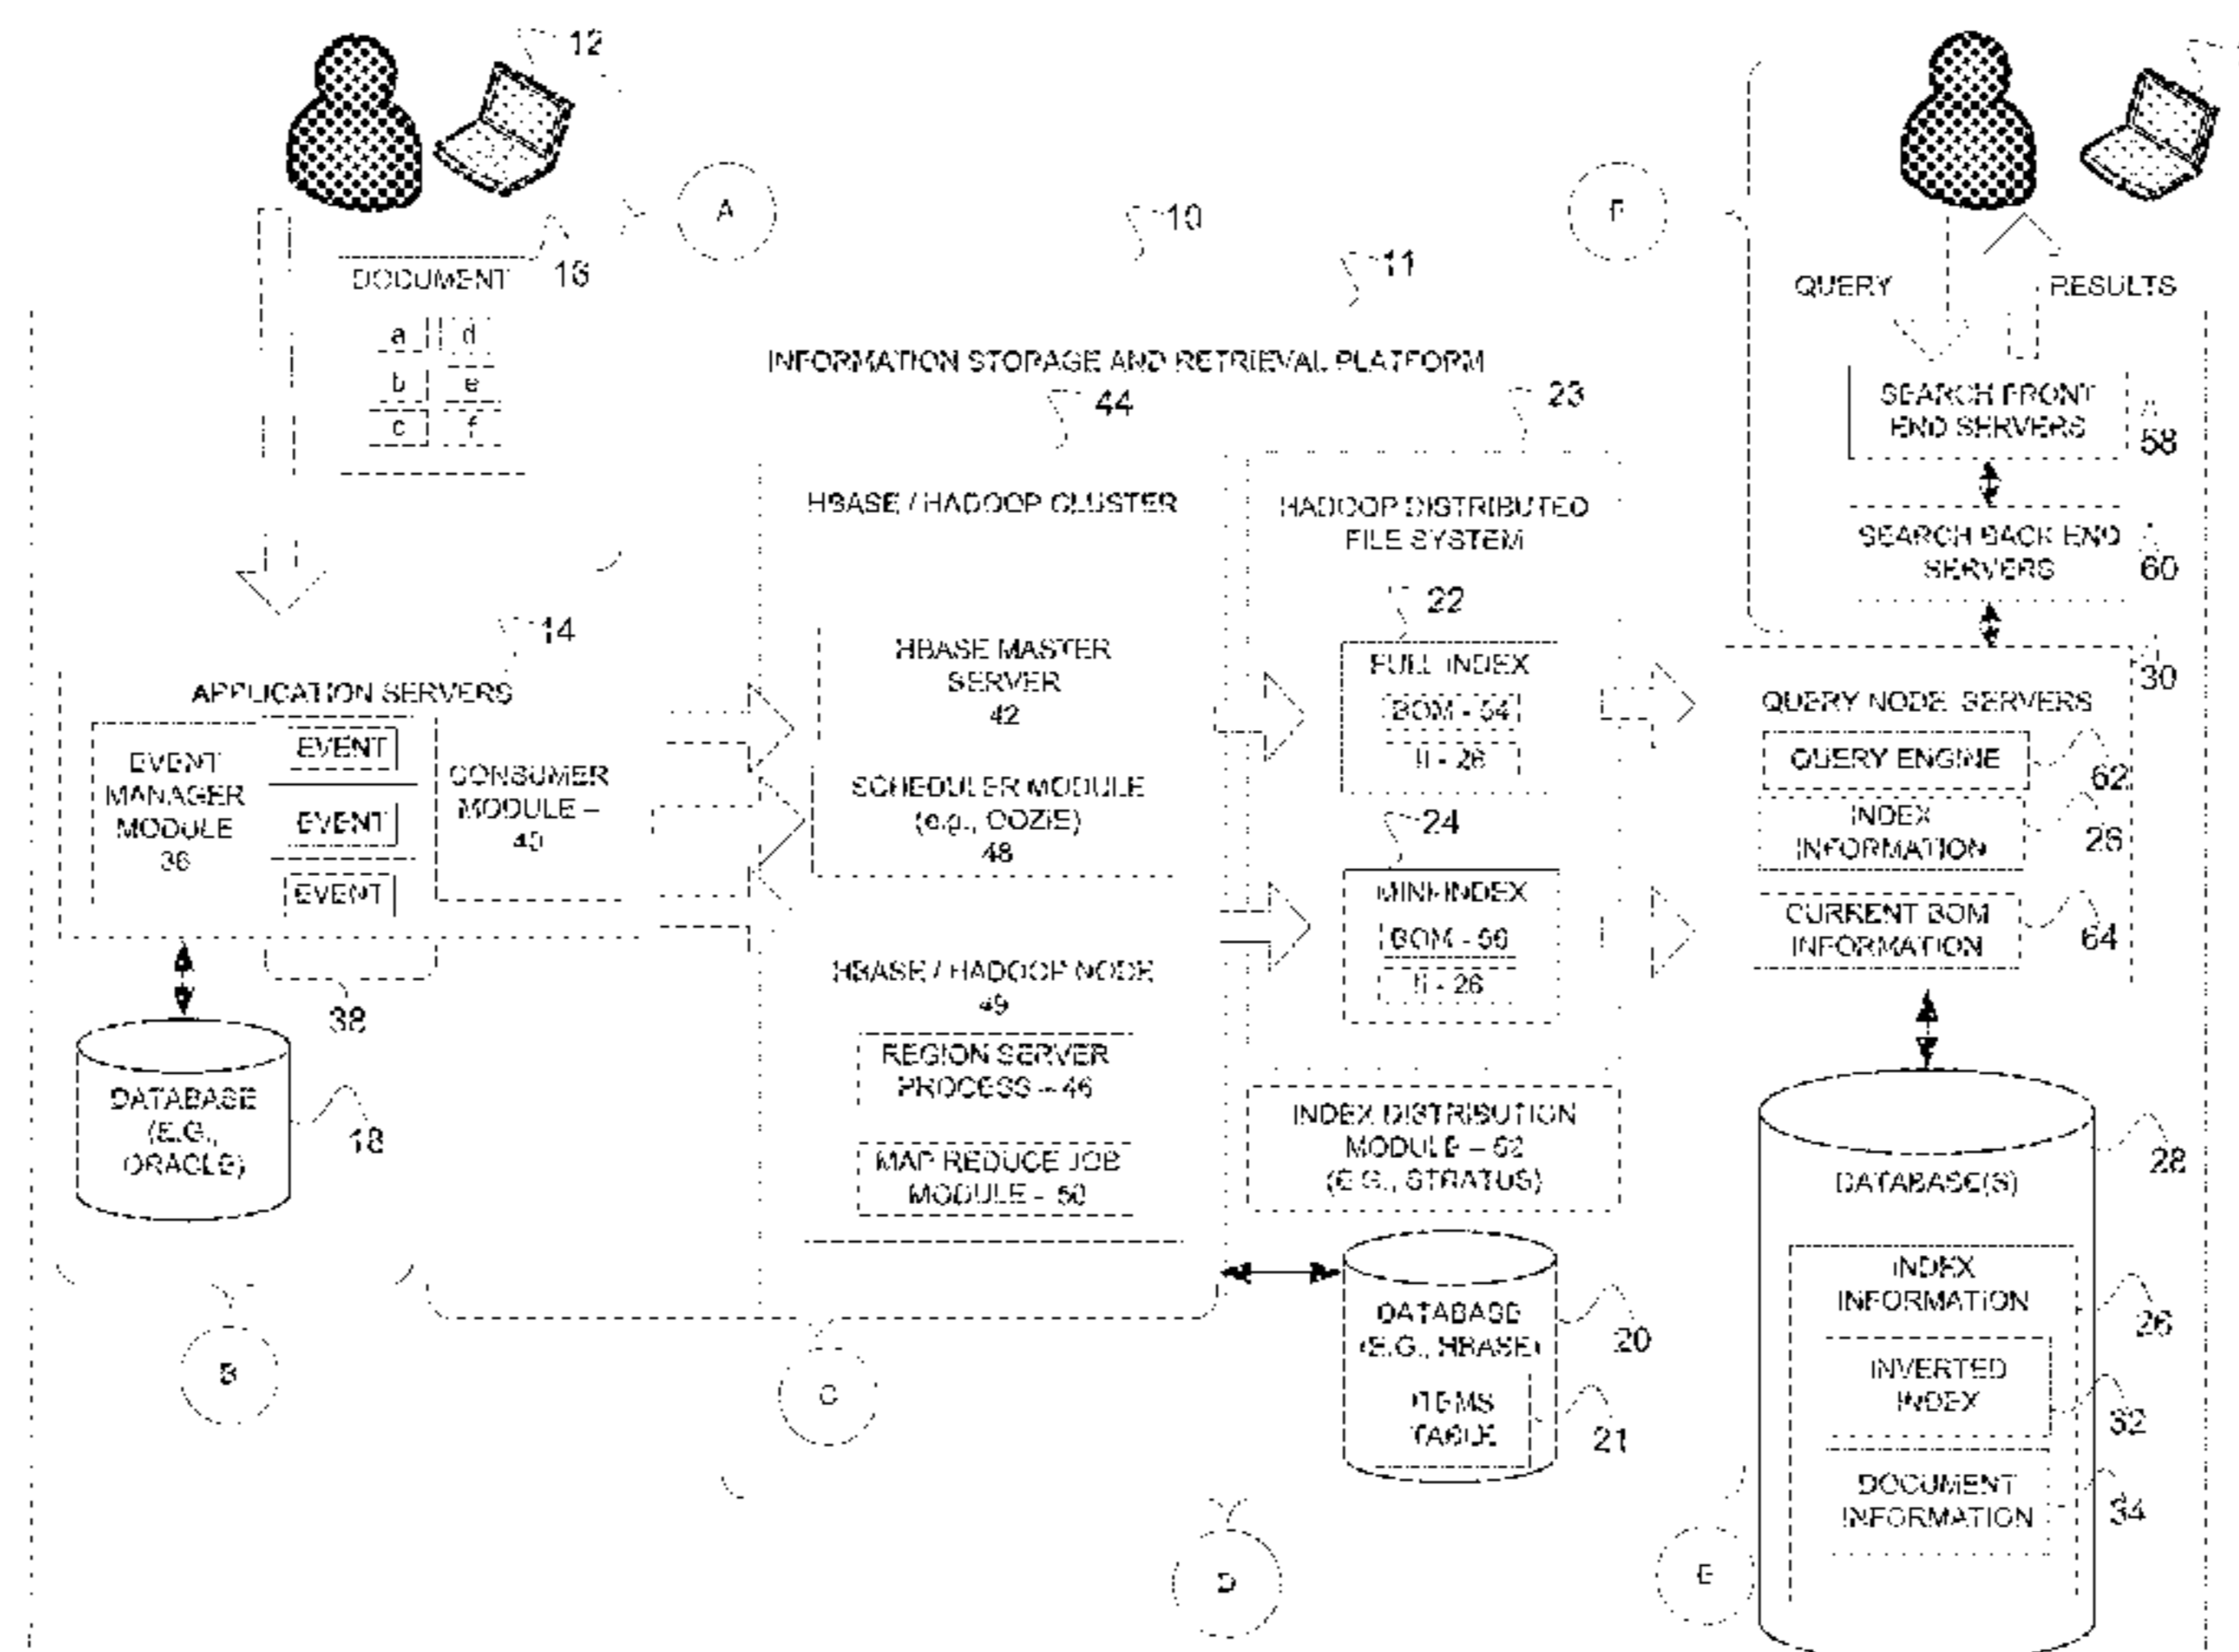 12
A
10
F
DOCUMENT
16
11
QUERY
RESULTS
a
d
b
e
c
f
INFORMATION STORAGE AND RETRIEVAL PLATFORM
44
23
SEARCH FRONT
END SERVERS
58
HBASE / HADOOP CLUSTER
HADOOP DISTRIBUTED
FILE SYSTEM
SEARCH BACK END
SERVERS
60
22
14
HBASE MASTER
SERVER
42
FULL INDEX
BOM - 54
II - 26
30
APPLICATION SERVERS
EVENT
MANAGER
MODULE
36
EVENT
EVENT
EVENT
CONSUMER
MODULE –
40
QUERY NODE SERVERS
QUERY ENGINE
62
SCHEDULER MODULE
(e.g., OOZIE)
48
24
INDEX
INFORMATION
26
MINI-INDEX
BOM - 56
II - 26
CURRENT BOM
INFORMATION
64
HBASE / HADOOP NODE
49
38
REGION SERVER
PROCESS – 46
DATABASE
(E.G.,
ORACLE)
18
INDEX DISTRIBUTION
MODULE – 52
(E.G., STRATUS)
MAP REDUCE JOB
MODULE - 50
28
DATABASE(S)
INDEX
INFORMATION
26
DATABASE
(E.G., HBASE)
20
B
C
ITEMS
TABLE
21
INVERTED
INDEX
32
DOCUMENT
INFORMATION
34
D
E